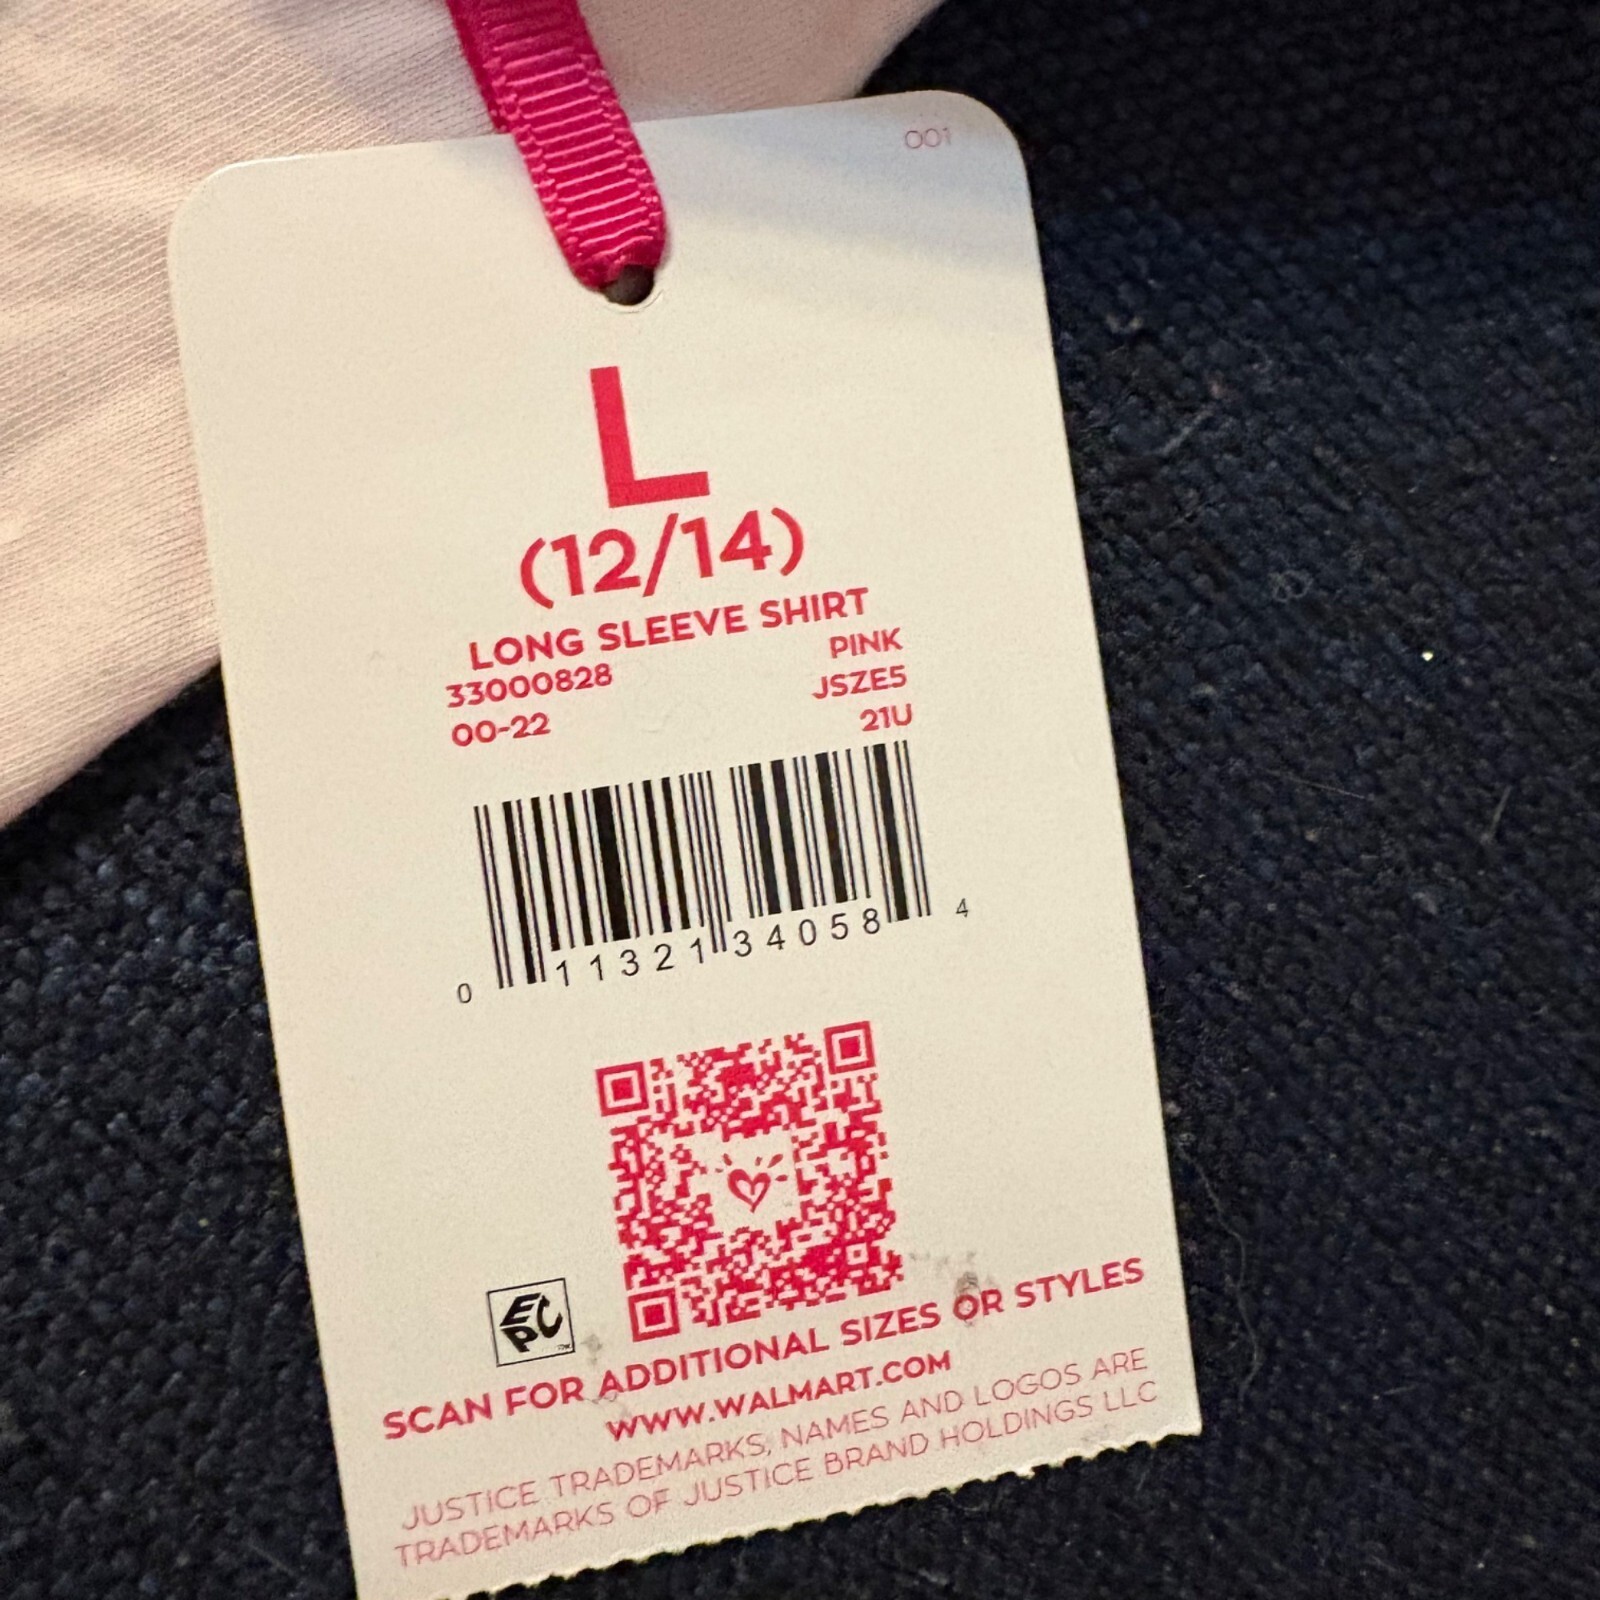 001
L
(12/14)
LONG SLEEVE SHIRT
33000828 PINK
JSZE5
00-22 21U
0 11321 34058 4
EPC
SCAN FOR ADDITIONAL SIZES OR STYLES
WWW.WALMART.COM
JUSTICE TRADEMARKS, NAMES AND LOGOS ARE
TRADEMARKS OF JUSTICE BRAND HOLDINGS LLC